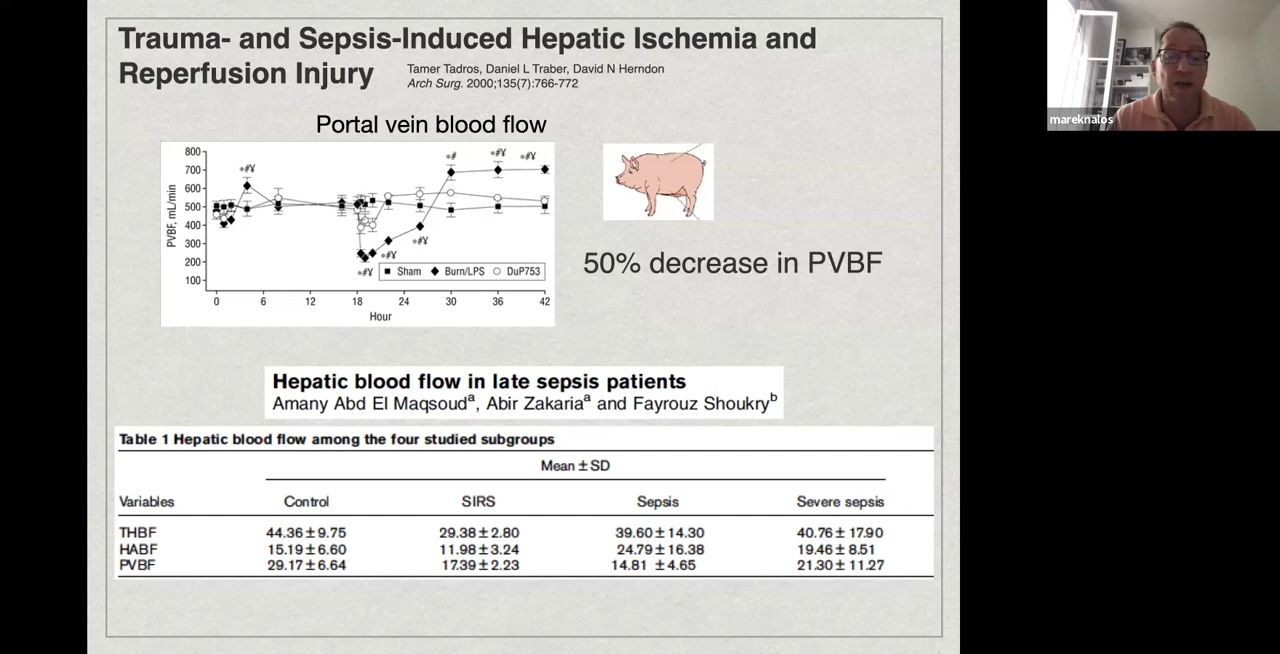 Trauma- and Sepsis-Induced Hepatic Ischemia and
Reperfusion Injury
Tamer Tadros, Daniel L Traber, David N Herndon
Arch Surg. 2000;135(7):766-772
mareknalos
Portal vein blood flow
800
700
600
500
400
300
200
100
PVBF, mL/min
*#¥
*#
*#¥
*#¥
*#¥
*#¥
*#¥
Sham Burn/LPS DuP753
0 6 12 18 24 30 36 42
Hour
50% decrease in PVBF
Hepatic blood flow in late sepsis patients
Amany Abd El Maqsoudᵃ, Abir Zakariaᵃ and Fayrouz Shoukryᵇ
Table 1 Hepatic blood flow among the four studied subgroups
Mean ± SD
Variables Control SIRS Sepsis Severe sepsis
THBF 44.36 ± 9.75 29.38 ± 2.80 39.60 ± 14.30 40.76 ± 17.90
HABF 15.19 ± 6.60 11.98 ± 3.24 24.79 ± 16.38 19.46 ± 8.51
PVBF 29.17 ± 6.64 17.39 ± 2.23 14.81 ± 4.65 21.30 ± 11.27